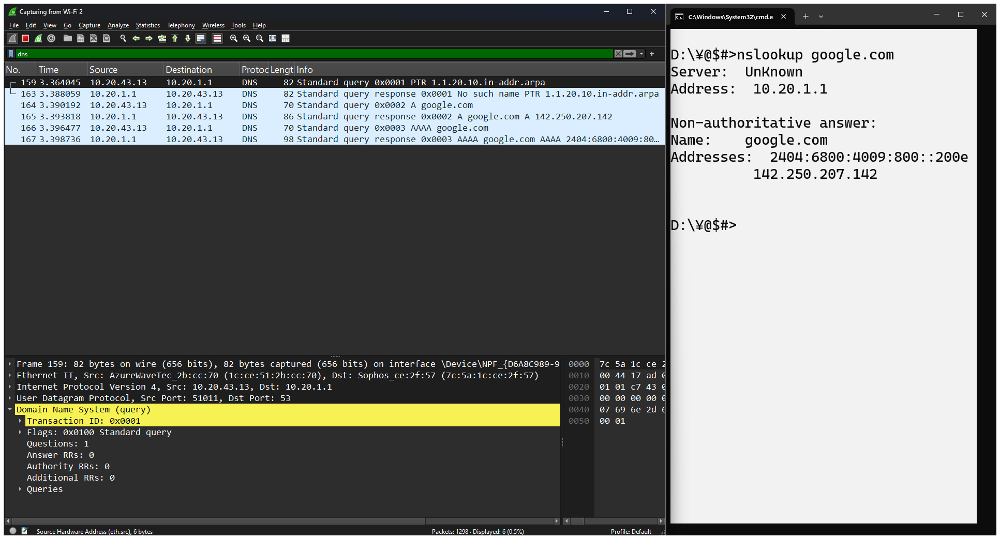 Capturing from Wi-Fi 2
File Edit View Go Capture Analyze Statistics Telephony Wireless Tools Help
dns
No. Time Source Destination Protoc Lengt Info
159 3.364045 10.20.43.13 10.20.1.1 DNS 82 Standard query 0x0001 PTR 1.1.20.10.in-addr.arpa
163 3.388059 10.20.1.1 10.20.43.13 DNS 82 Standard query response 0x0001 No such name PTR 1.1.20.10.in-addr.arpa
164 3.390192 10.20.43.13 10.20.1.1 DNS 70 Standard query 0x0002 A google.com
165 3.393818 10.20.1.1 10.20.43.13 DNS 86 Standard query response 0x0002 A google.com A 142.250.207.142
166 3.396477 10.20.43.13 10.20.1.1 DNS 70 Standard query 0x0003 AAAA google.com
167 3.398736 10.20.1.1 10.20.43.13 DNS 98 Standard query response 0x0003 AAAA google.com AAAA 2404:6800:4009:80…
Frame 159: 82 bytes on wire (656 bits), 82 bytes captured (656 bits) on interface \Device\NPF_{D6A8C989-9
Ethernet II, Src: AzureWaveTec_2b:cc:70 (1c:ce:51:2b:cc:70), Dst: Sophos_ce:2f:57 (7c:5a:1c:ce:2f:57)
Internet Protocol Version 4, Src: 10.20.43.13, Dst: 10.20.1.1
User Datagram Protocol, Src Port: 51011, Dst Port: 53
Domain Name System (query)
Transaction ID: 0x0001
Flags: 0x0100 Standard query
Questions: 1
Answer RRs: 0
Authority RRs: 0
Additional RRs: 0
Queries
0000 7c 5a 1c ce 2
0010 00 44 17 ad 0
0020 01 01 c7 43 0
0030 00 00 00 00 0
0040 07 69 6e 2d 6
0050 00 01
Source Hardware Address (eth.src), 6 bytes
Packets: 1298 · Displayed: 6 (0.5%)
Profile: Default
C:\Windows\System32\cmd.e
D:\¥@$#>nslookup google.com
Server: UnKnown
Address: 10.20.1.1
Non-authoritative answer:
Name: google.com
Addresses: 2404:6800:4009:800::200e
142.250.207.142
D:\¥@$#>